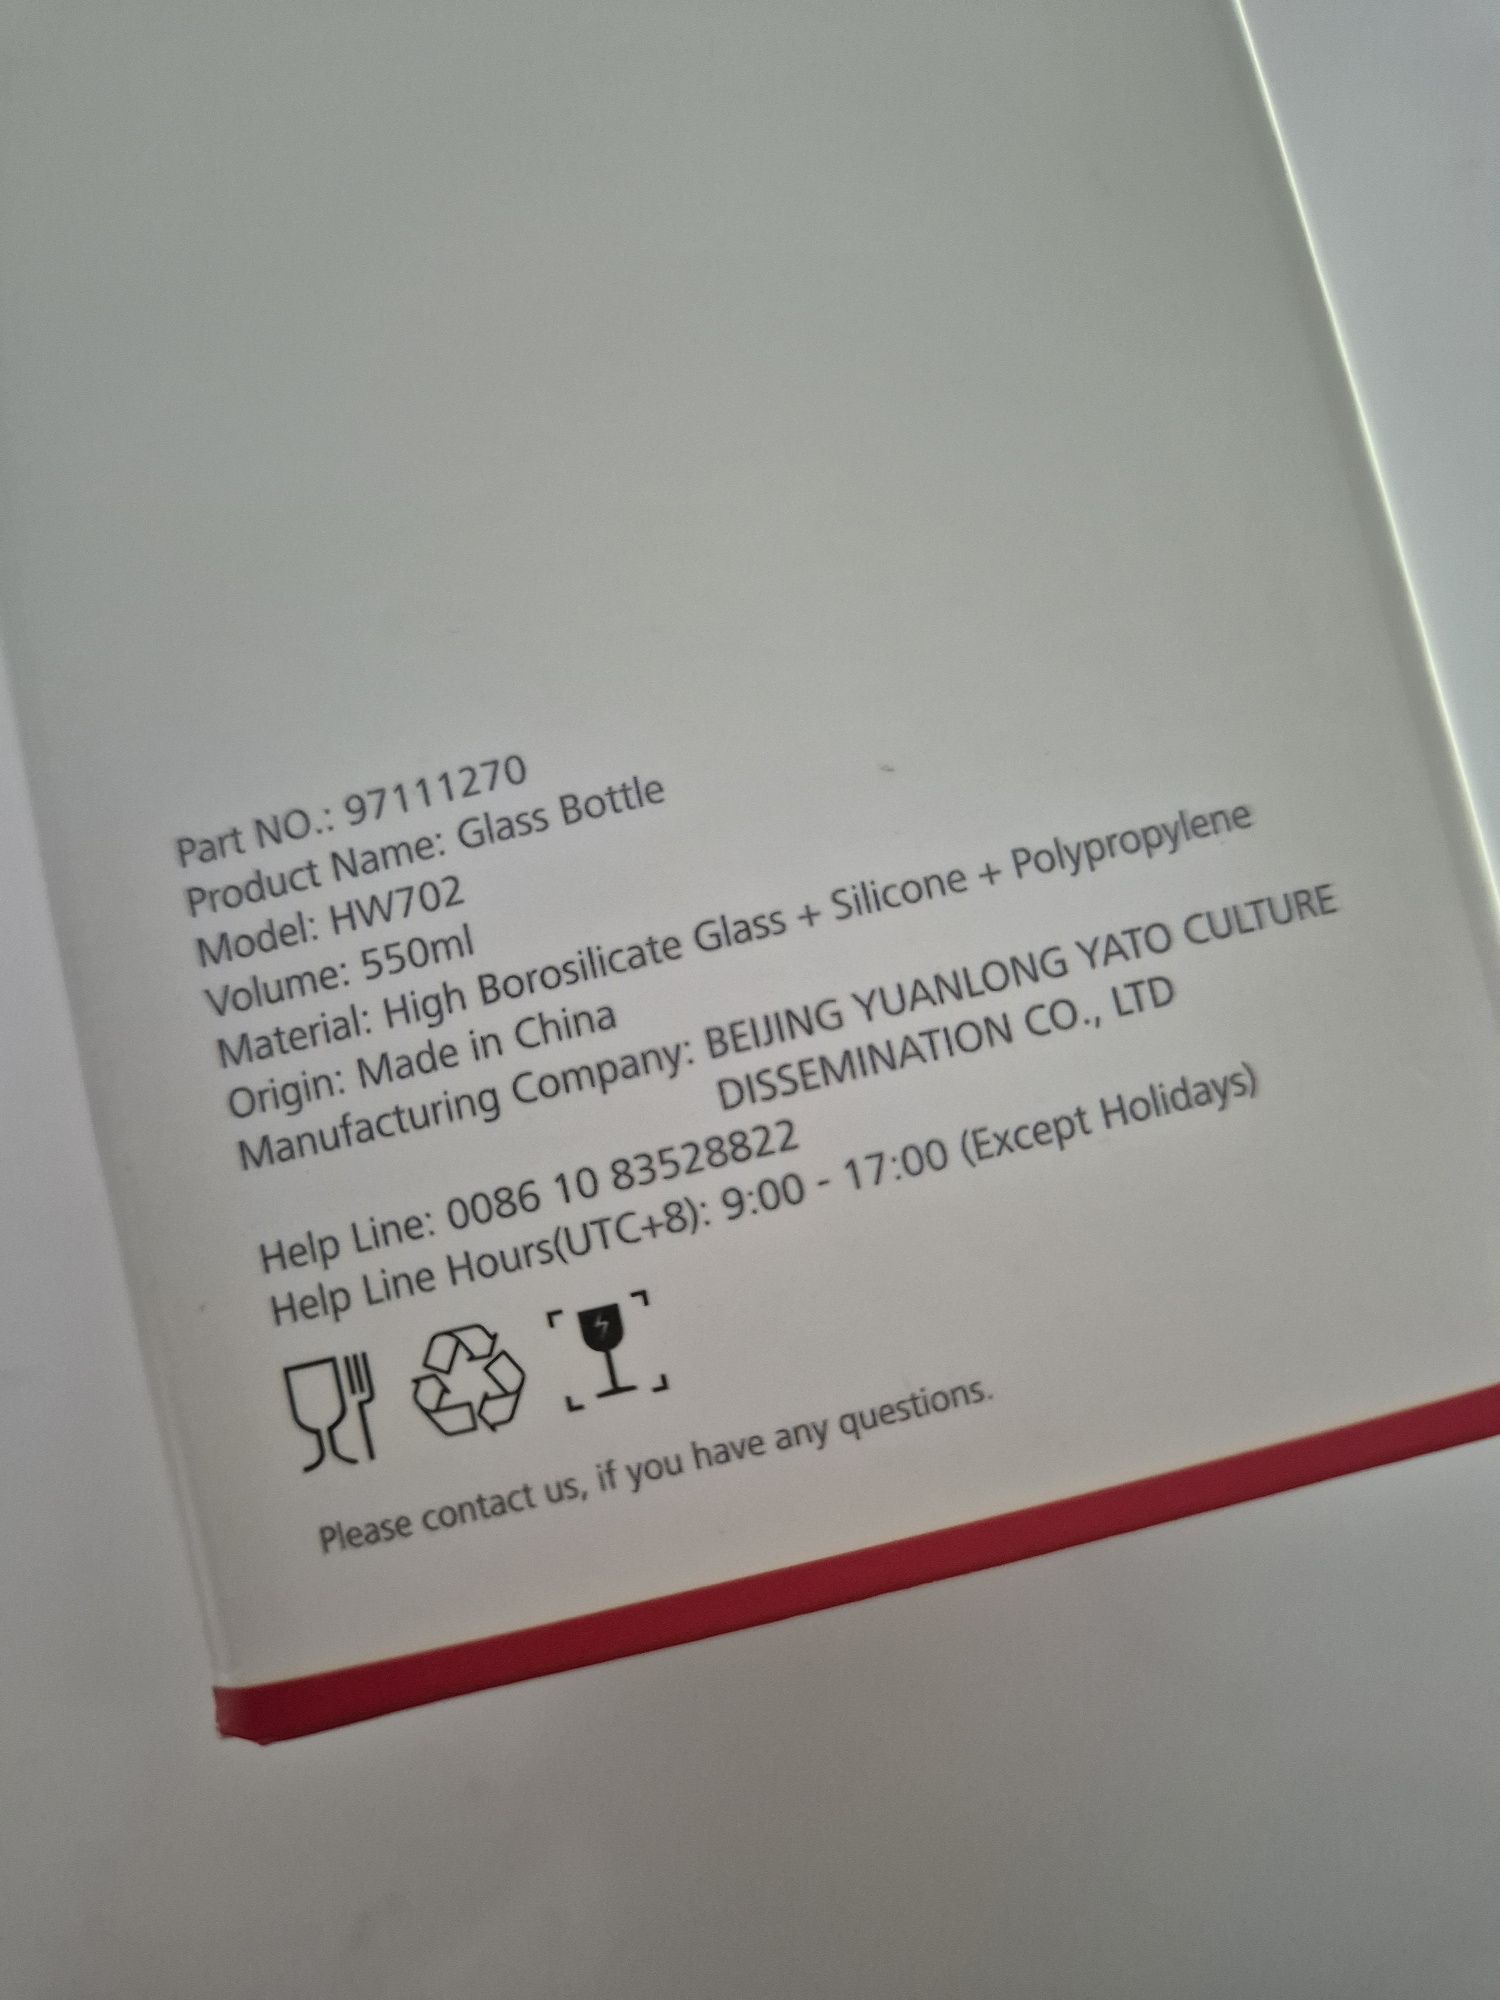 Part NO.: 97111270
Product Name: Glass Bottle
Model: HW702
Volume: 550ml
Material: High Borosilicate Glass + Silicone + Polypropylene
Origin: Made in China
Manufacturing Company: BEIJING YUANLONG YATO CULTURE
DISSEMINATION CO., LTD
Help Line: 0086 10 83528822
Help Line Hours(UTC+8): 9:00 - 17:00 (Except Holidays)
Please contact us, if you have any questions.